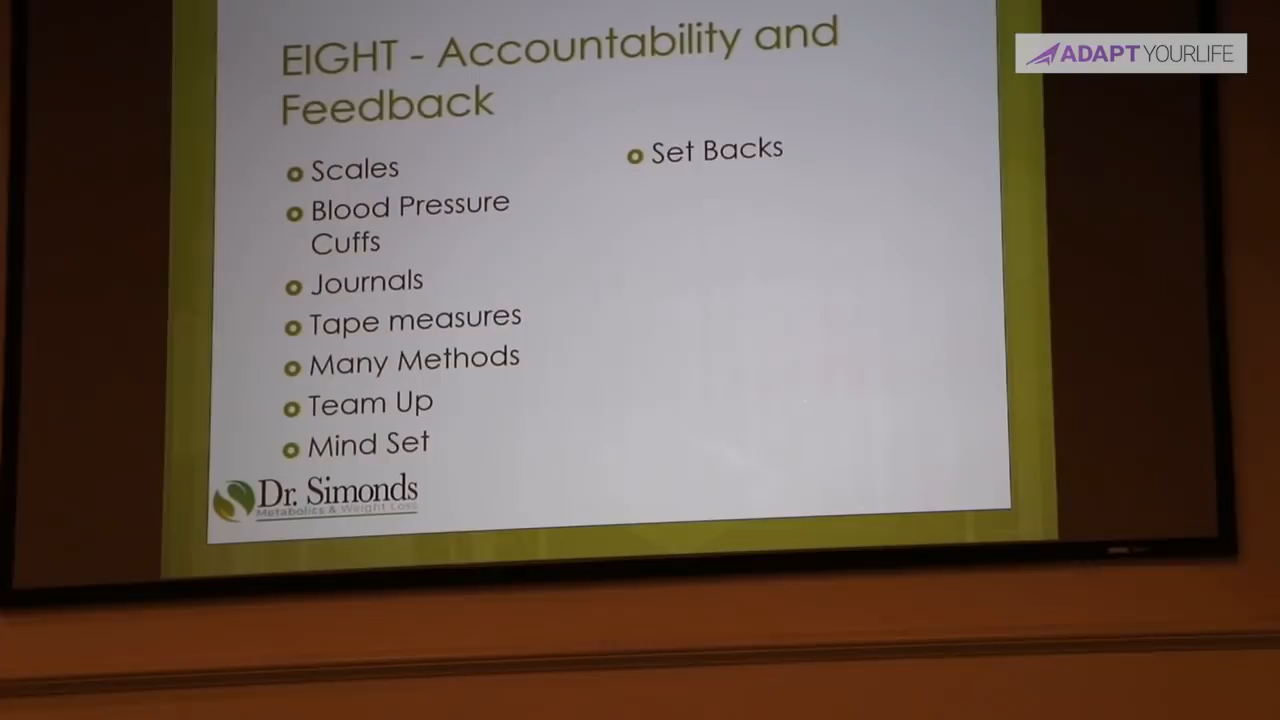 ADAPT YOURLIFE
EIGHT - Accountability and
Feedback
Scales
Blood Pressure
Cuffs
Journals
Tape measures
Many Methods
Team Up
Mind Set
Set Backs
Dr. Simonds
Metabolics & Weight Loss